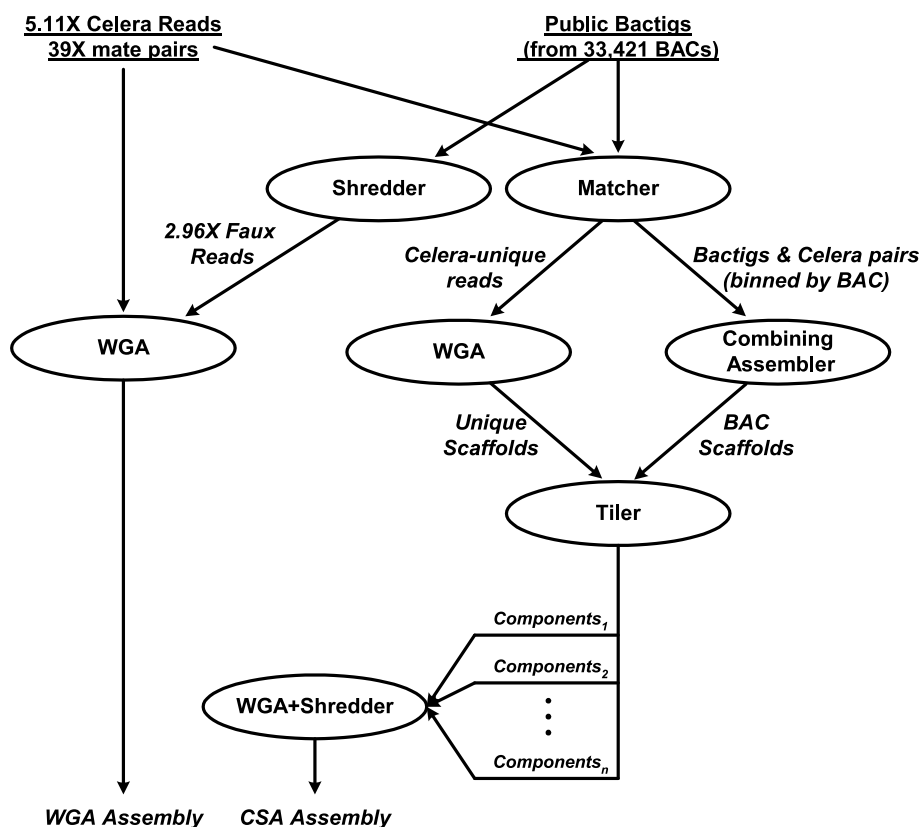 5.11X Celera Reads
39X mate pairs
Public Bactigs
(from 33,421 BACs)
Shredder
Matcher
2.96X Faux
Reads
Celera-unique
reads
Bactigs & Celera pairs
(binned by BAC)
WGA
WGA
Combining
Assembler
Unique
Scaffolds
BAC
Scaffolds
Tiler
Components1
Components2
WGA+Shredder
Componentsn
WGA Assembly
CSA Assembly